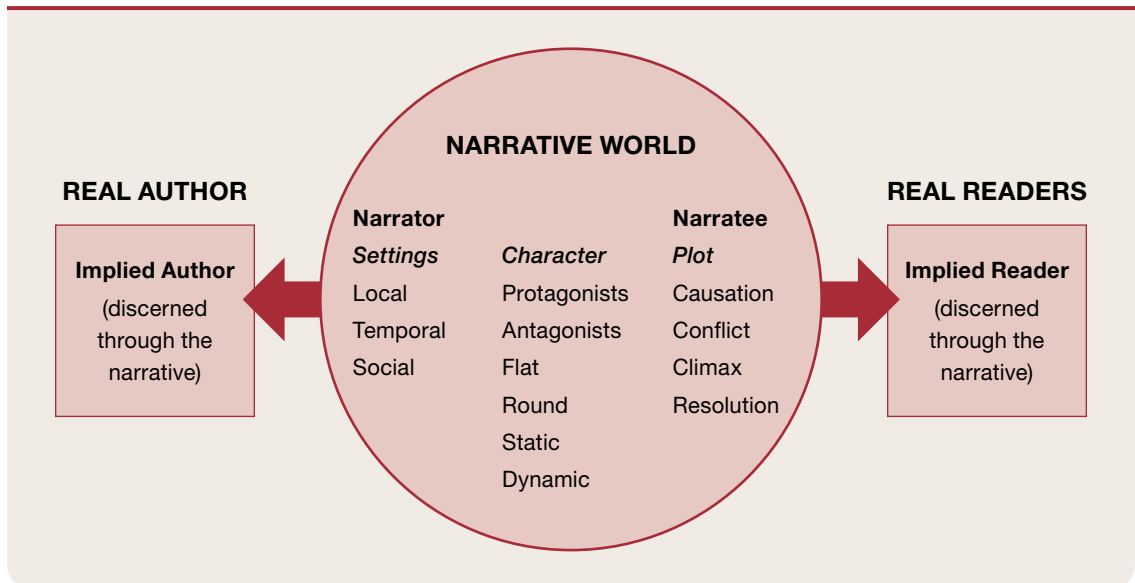 NARRATIVE WORLD
REAL AUTHOR
Implied Author
(discerned
through the
narrative)
Narrator
Settings
Local
Temporal
Social
Character
Protagonists
Antagonists
Flat
Round
Static
Dynamic
Narratee
Plot
Causation
Conflict
Climax
Resolution
REAL READERS
Implied Reader
(discerned
through the
narrative)